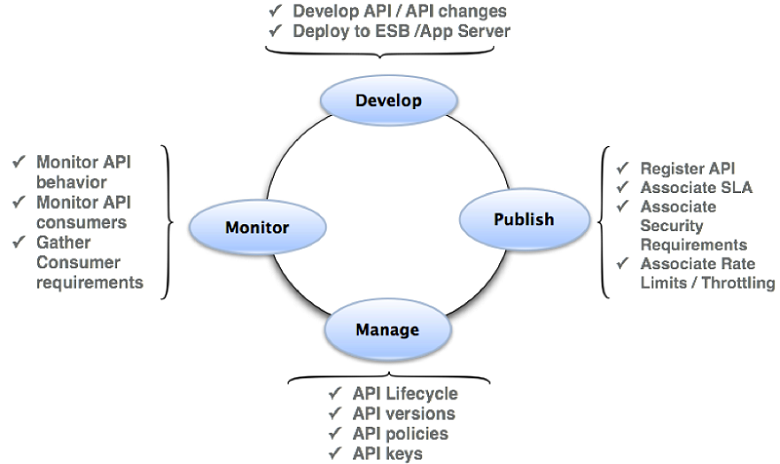 ✓ Develop API / API changes
✓ Deploy to ESB /App Server
Develop
✓ Monitor API
behavior
✓ Monitor API
consumers
✓ Gather
Consumer
requirements
Monitor
Publish
✓ Register API
✓ Associate SLA
✓ Associate
Security
Requirements
✓ Associate Rate
Limits / Throttling
Manage
✓ API Lifecycle
✓ API versions
✓ API policies
✓ API keys